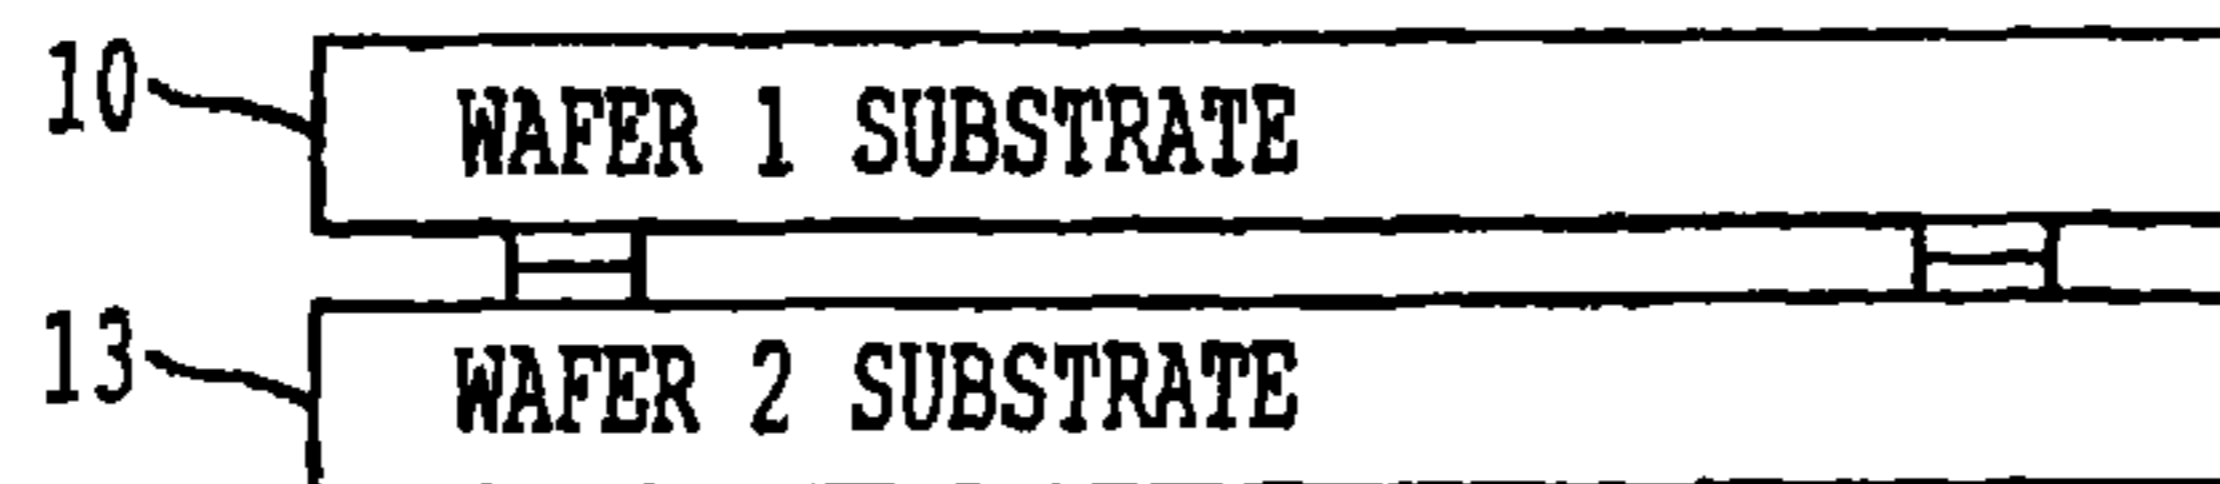 10 WAFER 1 SUBSTRATE
13 WAFER 2 SUBSTRATE